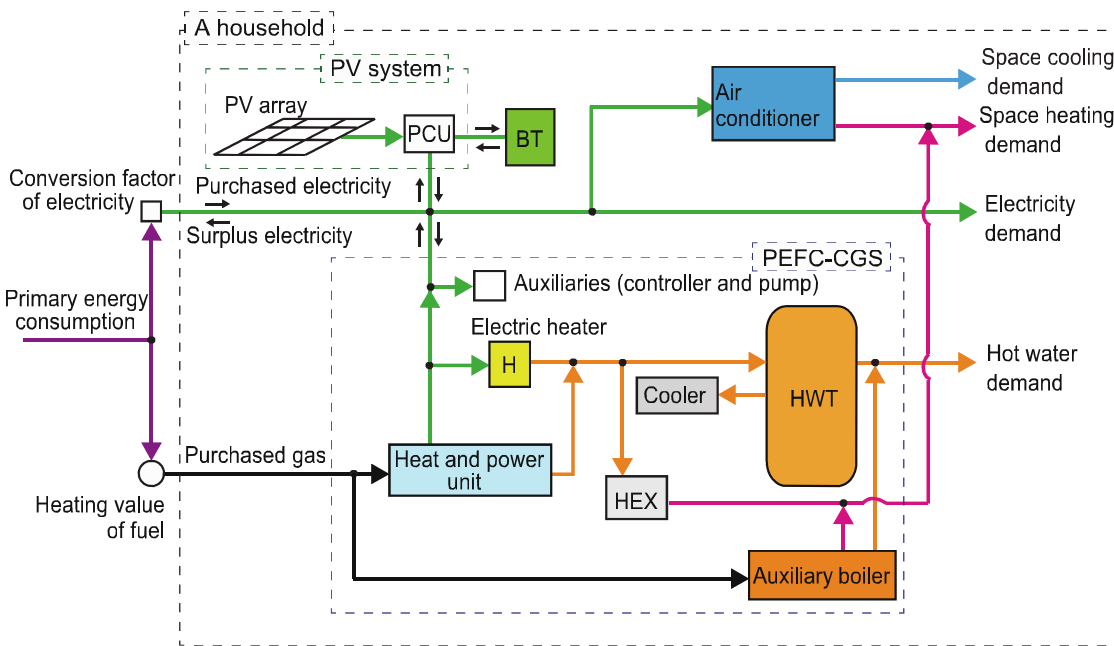 A household
PV system
PV array
PCU
BT
Air
conditioner
Space cooling
demand
Space heating
demand
Conversion factor
of electricity
Purchased electricity
Surplus electricity
Electricity
demand
PEFC-CGS
Auxiliaries (controller and pump)
Primary energy
consumption
Electric heater
H
Cooler
HWT
Hot water
demand
Purchased gas
Heat and power
unit
HEX
Heating value
of fuel
Auxiliary boiler